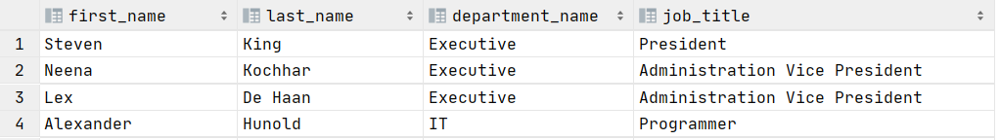 first_name last_name department_name job_title
1 Steven King Executive President
2 Neena Kochhar Executive Administration Vice President
3 Lex De Haan Executive Administration Vice President
4 Alexander Hunold IT Programmer